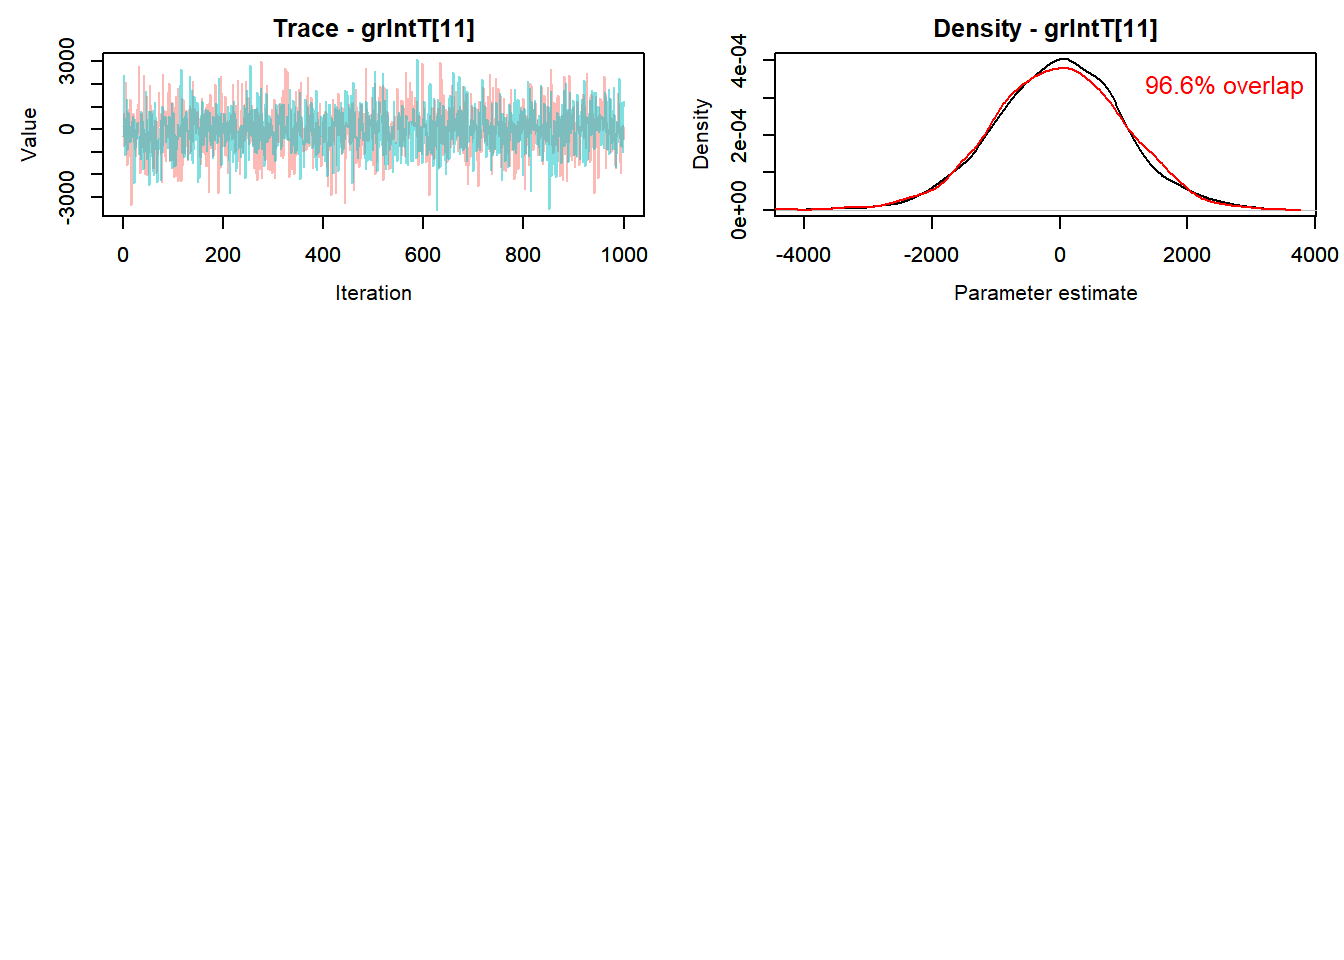 Trace - grIntT[11]
Value
3000
0
-3000
0 200 400 600 800 1000
Iteration
Density - grIntT[11]
Density
4e-04
2e-04
0e+00
96.6% overlap
-4000 -2000 0 2000 4000
Parameter estimate